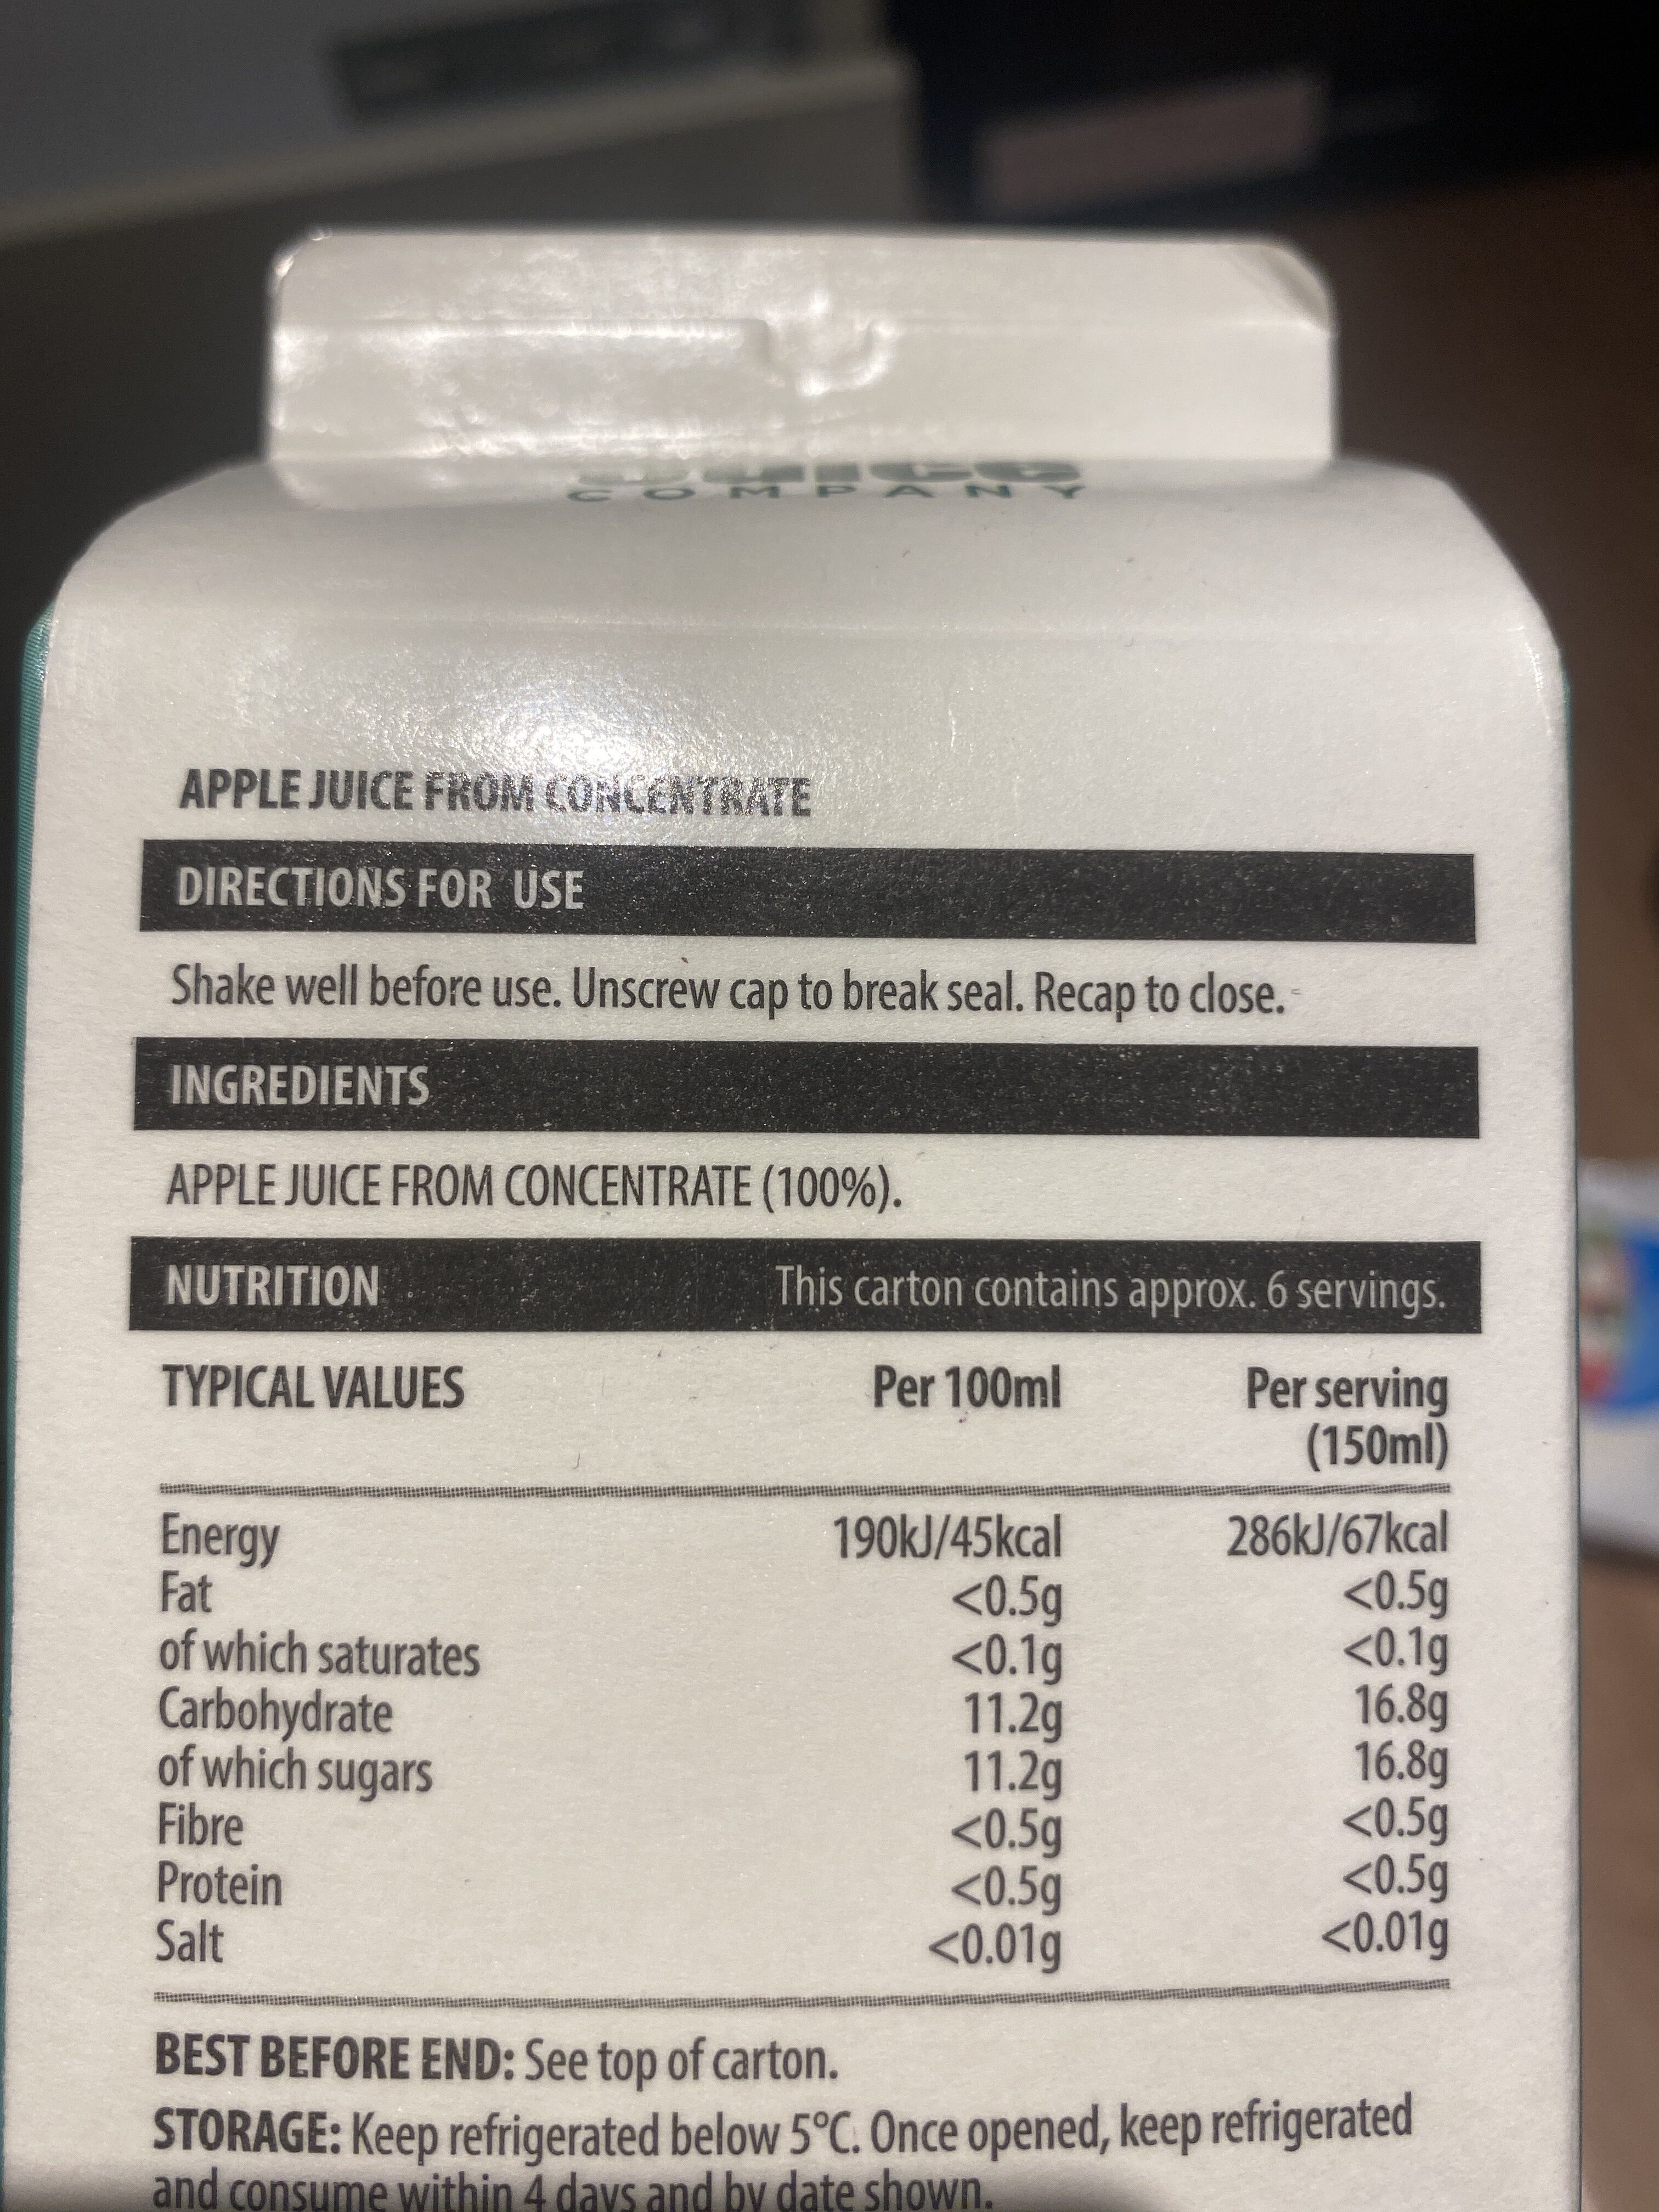 Juice
COMPANY
APPLE JUICE FROM CONCENTRATE
DIRECTIONS FOR USE
Shake well before use. Unscrew cap to break seal. Recap to close.
INGREDIENTS
APPLE JUICE FROM CONCENTRATE (100%).
NUTRITION This carton contains approx. 6 servings.
TYPICAL VALUES Per 100ml Per serving
(150ml)
Energy 190kJ/45kcal 286kJ/67kcal
Fat <0.5g <0.5g
of which saturates <0.1g <0.1g
Carbohydrate 11.2g 16.8g
of which sugars 11.2g 16.8g
Fibre <0.5g <0.5g
Protein <0.5g <0.5g
Salt <0.01g <0.01g
BEST BEFORE END: See top of carton.
STORAGE: Keep refrigerated below 5°C. Once opened, keep refrigerated
and consume within 4 days and by date shown.